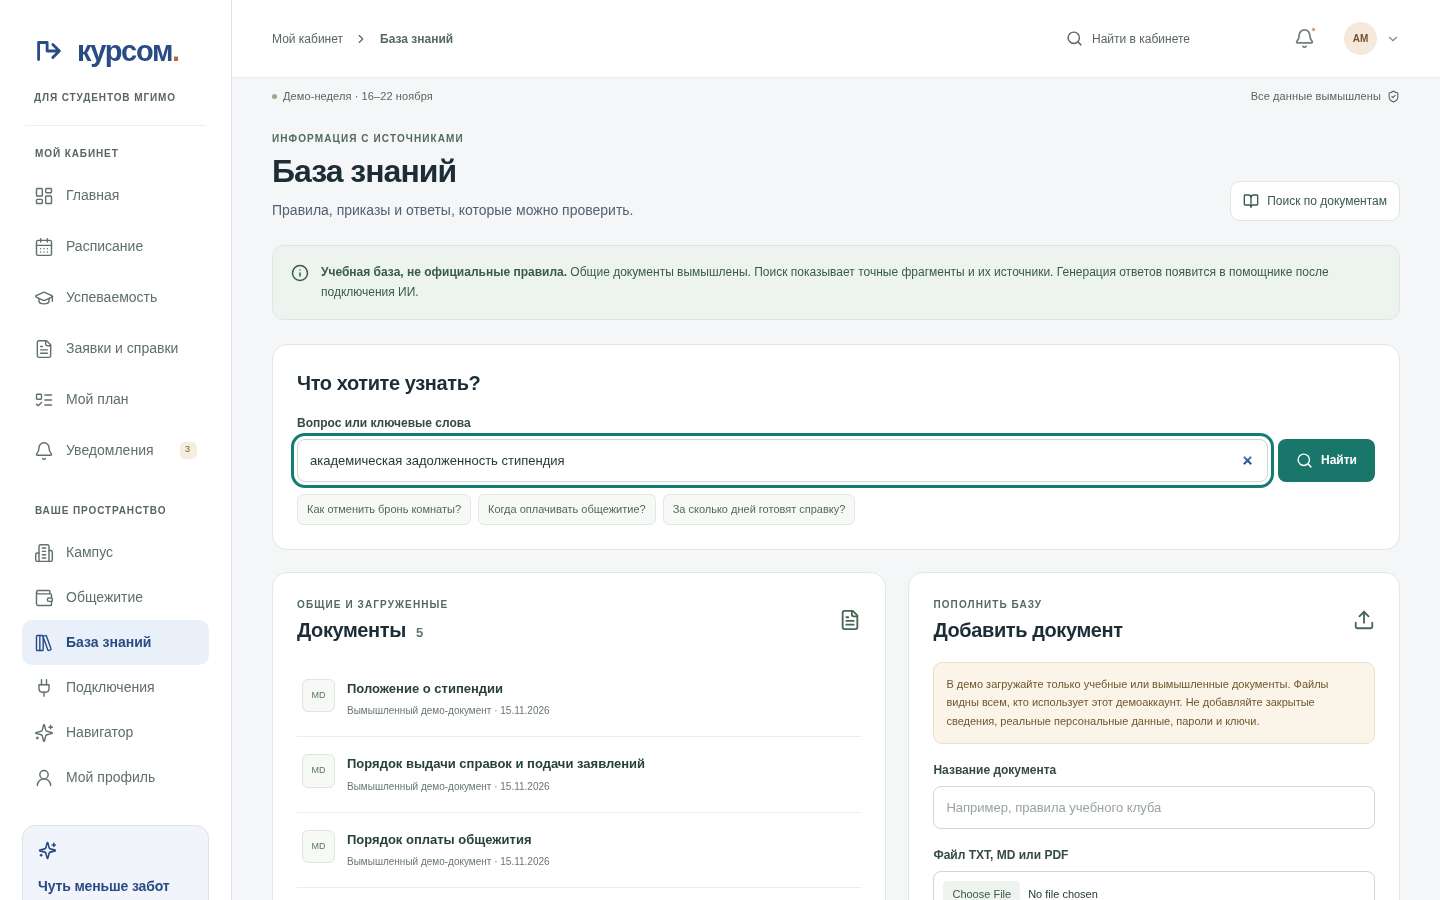 курсом.
ДЛЯ СТУДЕНТОВ МГИМО
МОЙ КАБИНЕТ
Главная
Расписание
Успеваемость
Заявки и справки
Мой план
Уведомления 3
ВАШЕ ПРОСТРАНСТВО
Кампус
Общежитие
База знаний
Подключения
Навигатор
Мой профиль
Чуть меньше забот
Мой кабинет > База знаний
Найти в кабинете
АМ
Демо-неделя · 16–22 ноября
Все данные вымышлены
ИНФОРМАЦИЯ С ИСТОЧНИКАМИ
База знаний
Правила, приказы и ответы, которые можно проверить.
Поиск по документам
Учебная база, не официальные правила. Общие документы вымышлены. Поиск показывает точные фрагменты и их источники. Генерация ответов появится в помощнике после
подключения ИИ.
Что хотите узнать?
Вопрос или ключевые слова
академическая задолженность стипендия
Найти
Как отменить бронь комнаты?
Когда оплачивать общежитие?
За сколько дней готовят справку?
ОБЩИЕ И ЗАГРУЖЕННЫЕ
Документы 5
MD
Положение о стипендии
Вымышленный демо-документ · 15.11.2026
MD
Порядок выдачи справок и подачи заявлений
Вымышленный демо-документ · 15.11.2026
MD
Порядок оплаты общежития
Вымышленный демо-документ · 15.11.2026
ПОПОЛНИТЬ БАЗУ
Добавить документ
В демо загружайте только учебные или вымышленные документы. Файлы
видны всем, кто использует этот демоаккаунт. Не добавляйте закрытые
сведения, реальные персональные данные, пароли и ключи.
Название документа
Например, правила учебного клуба
Файл TXT, MD или PDF
Choose File No file chosen